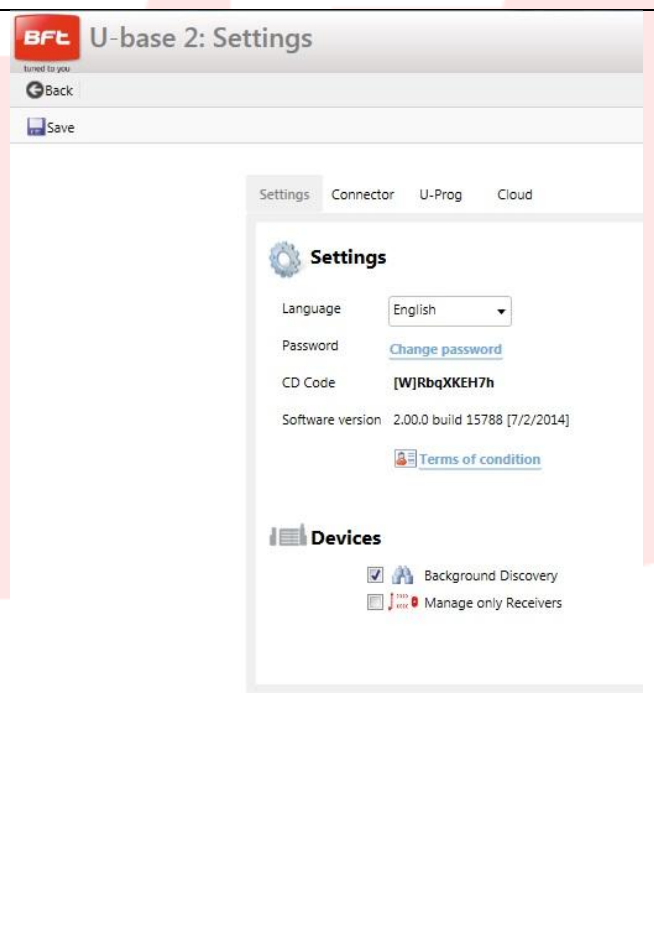 BFt U-base 2: Settings
tuned to you
Back
Save
Settings Connector U-Prog Cloud
Settings
Language English
Password Change password
CD Code [W]RbqXKEH7h
Software version 2.00.0 build 15788 [7/2/2014]
Terms of condition
Devices
Background Discovery
Manage only Receivers